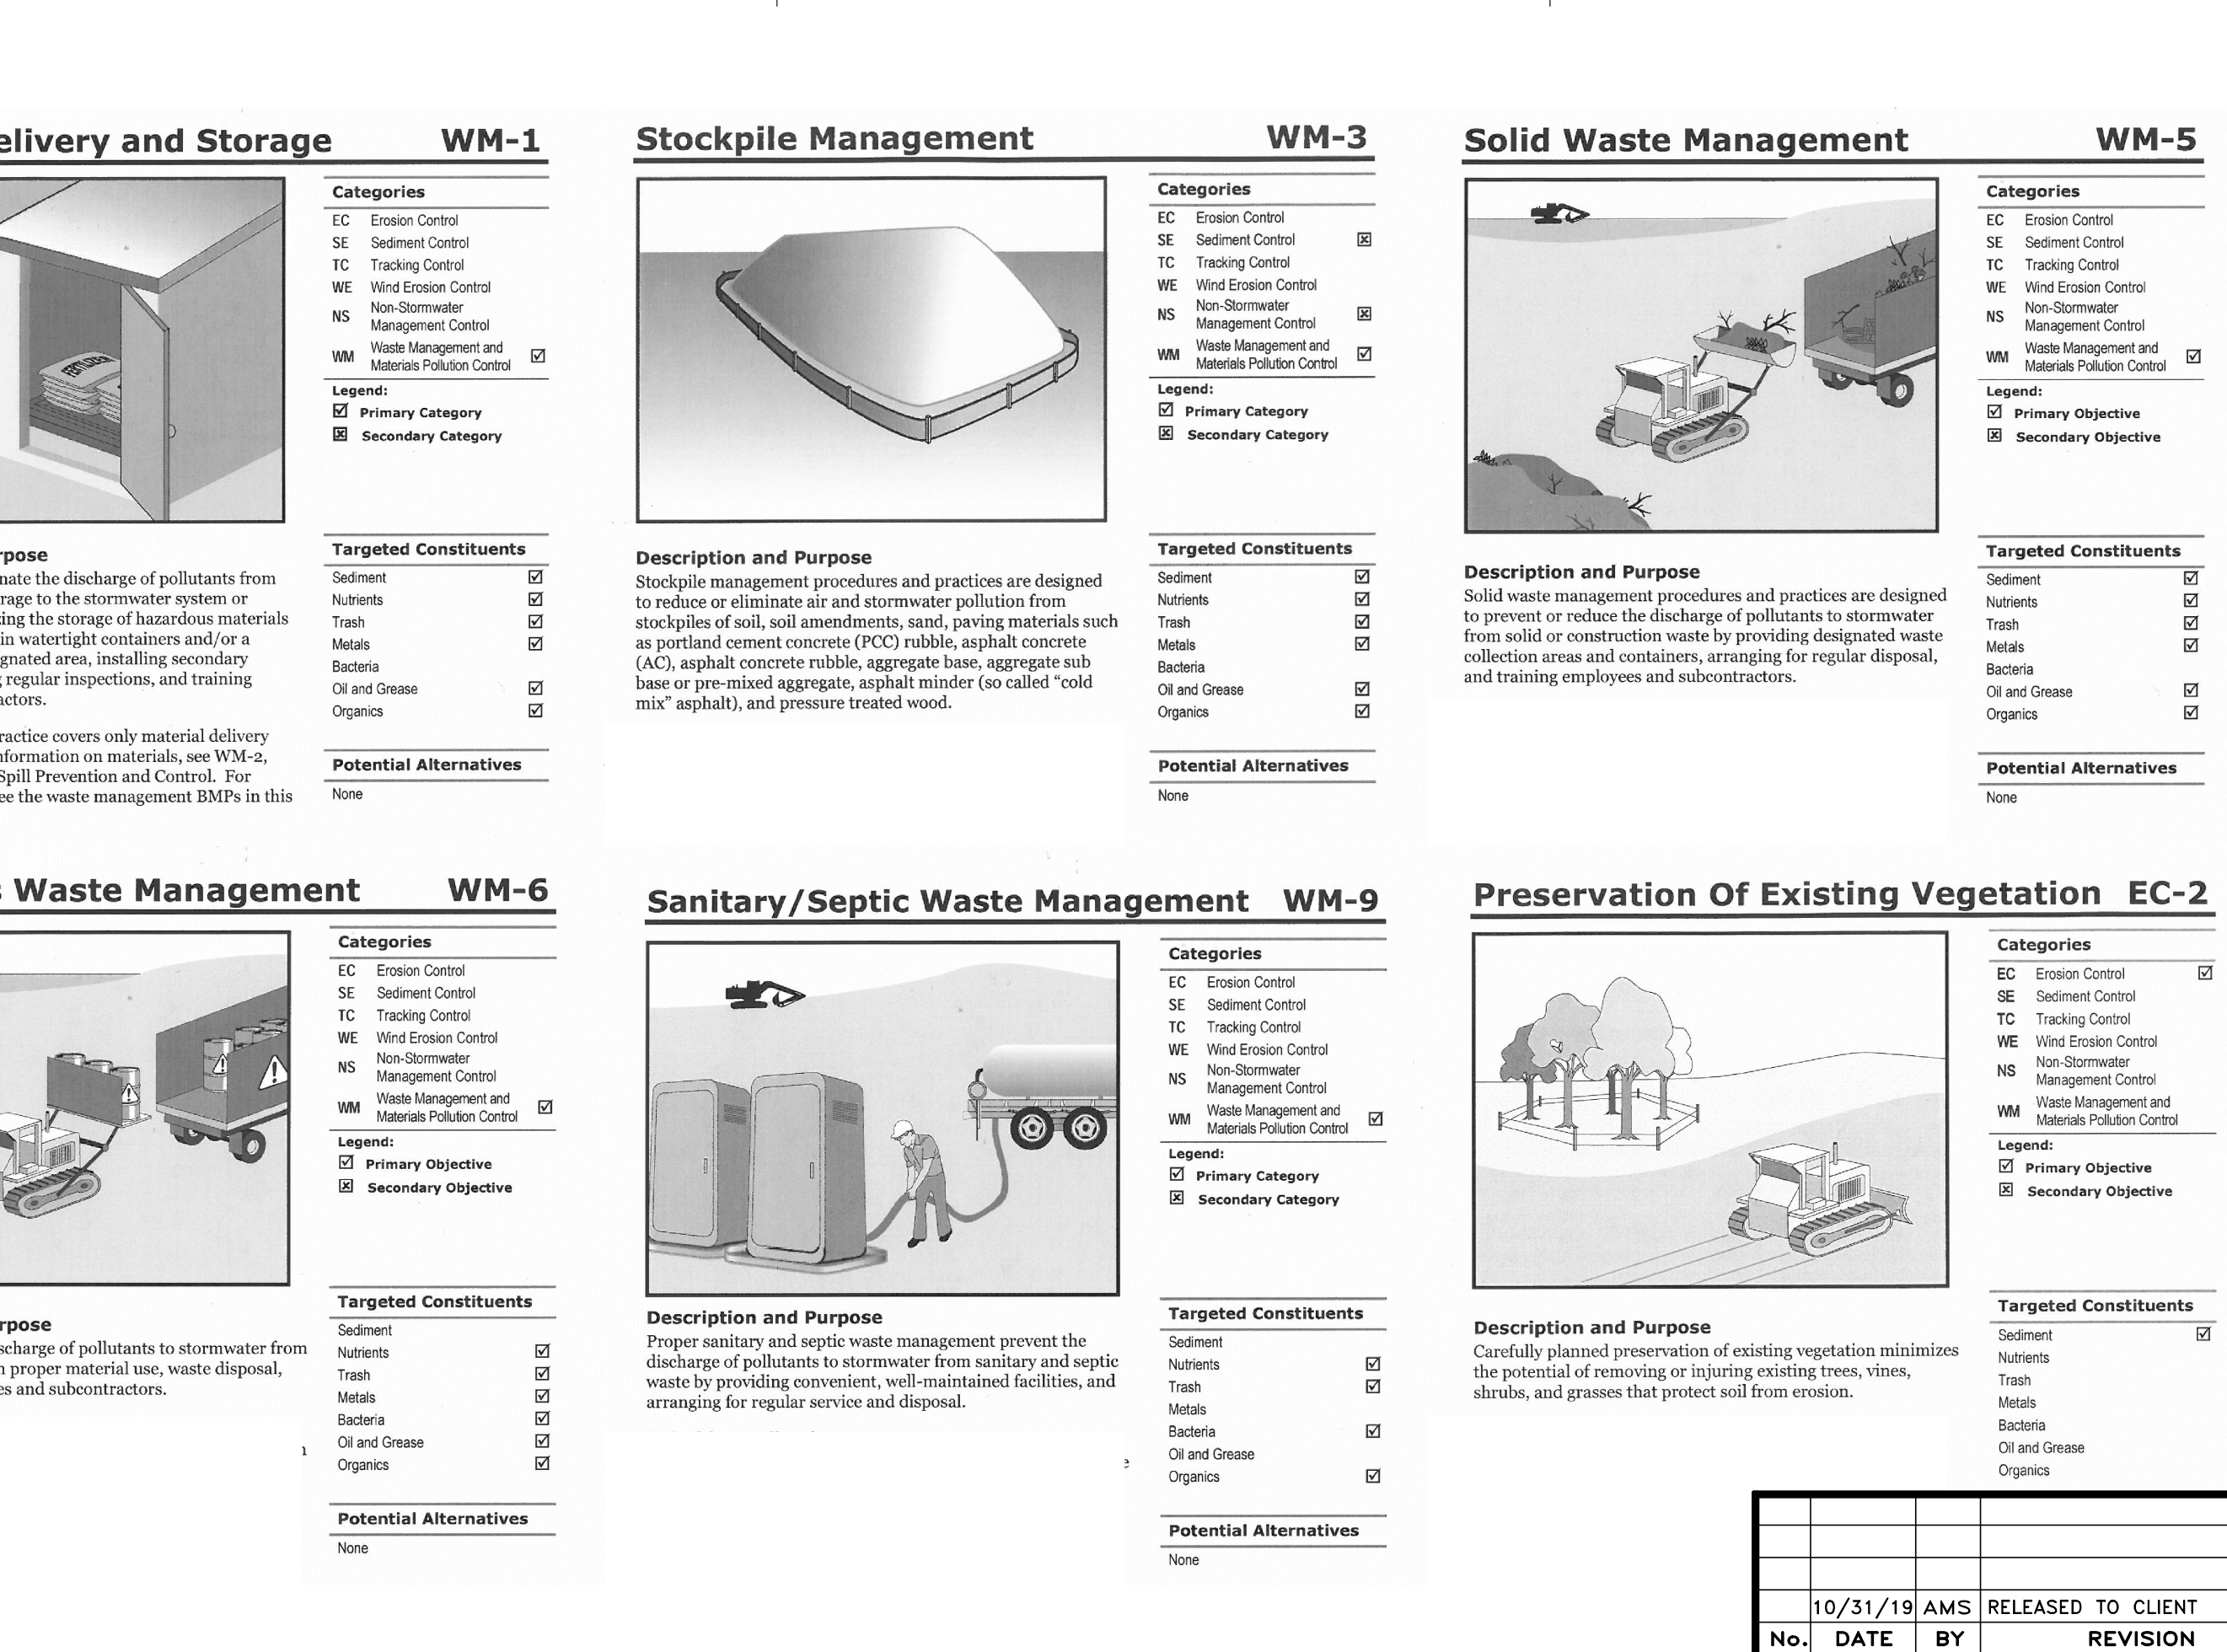 elivery and Storage WM-1
Categories
EC Erosion Control
SE Sediment Control
TC Tracking Control
WE Wind Erosion Control
NS Non-Stormwater
Management Control
WM Waste Management and
Materials Pollution Control ☑
Legend:
☑ Primary Category
☒ Secondary Category
FERTILIZER
rpose
nate the discharge of pollutants from
rage to the stormwater system or
ing the storage of hazardous materials
in watertight containers and/or a
gnated area, installing secondary
g regular inspections, and training
actors.
ractice covers only material delivery
nformation on materials, see WM-2,
Spill Prevention and Control. For
ee the waste management BMPs in this
Targeted Constituents
Sediment ☑
Nutrients ☑
Trash ☑
Metals ☑
Bacteria
Oil and Grease ☑
Organics ☑
Potential Alternatives
None
Stockpile Management WM-3
Categories
EC Erosion Control
SE Sediment Control ☒
TC Tracking Control
WE Wind Erosion Control
NS Non-Stormwater
Management Control ☒
WM Waste Management and
Materials Pollution Control ☑
Legend:
☑ Primary Category
☒ Secondary Category
Description and Purpose
Stockpile management procedures and practices are designed
to reduce or eliminate air and stormwater pollution from
stockpiles of soil, soil amendments, sand, paving materials such
as portland cement concrete (PCC) rubble, asphalt concrete
(AC), asphalt concrete rubble, aggregate base, aggregate sub
base or pre-mixed aggregate, asphalt minder (so called “cold
mix” asphalt), and pressure treated wood.
Targeted Constituents
Sediment ☑
Nutrients ☑
Trash ☑
Metals ☑
Bacteria
Oil and Grease ☑
Organics ☑
Potential Alternatives
None
Solid Waste Management WM-5
Categories
EC Erosion Control
SE Sediment Control
TC Tracking Control
WE Wind Erosion Control
NS Non-Stormwater
Management Control
WM Waste Management and
Materials Pollution Control ☑
Legend:
☑ Primary Objective
☒ Secondary Objective
Description and Purpose
Solid waste management procedures and practices are designed
to prevent or reduce the discharge of pollutants to stormwater
from solid or construction waste by providing designated waste
collection areas and containers, arranging for regular disposal,
and training employees and subcontractors.
Targeted Constituents
Sediment ☑
Nutrients ☑
Trash ☑
Metals ☑
Bacteria
Oil and Grease ☑
Organics ☑
Potential Alternatives
None
s Waste Management WM-6
Categories
EC Erosion Control
SE Sediment Control
TC Tracking Control
WE Wind Erosion Control
NS Non-Stormwater
Management Control
WM Waste Management and
Materials Pollution Control ☑
Legend:
☑ Primary Objective
☒ Secondary Objective
rpose
scharge of pollutants to stormwater from
n proper material use, waste disposal,
es and subcontractors.
Targeted Constituents
Sediment
Nutrients ☑
Trash ☑
Metals ☑
Bacteria ☑
Oil and Grease ☑
Organics ☑
Potential Alternatives
None
Sanitary/Septic Waste Management WM-9
Categories
EC Erosion Control
SE Sediment Control
TC Tracking Control
WE Wind Erosion Control
NS Non-Stormwater
Management Control
WM Waste Management and
Materials Pollution Control ☑
Legend:
☑ Primary Category
☒ Secondary Category
Description and Purpose
Proper sanitary and septic waste management prevent the
discharge of pollutants to stormwater from sanitary and septic
waste by providing convenient, well-maintained facilities, and
arranging for regular service and disposal.
Targeted Constituents
Sediment
Nutrients ☑
Trash ☑
Metals
Bacteria ☑
Oil and Grease
Organics ☑
Potential Alternatives
None
Preservation Of Existing Vegetation EC-2
Categories
EC Erosion Control ☑
SE Sediment Control
TC Tracking Control
WE Wind Erosion Control
NS Non-Stormwater
Management Control
WM Waste Management and
Materials Pollution Control
Legend:
☑ Primary Objective
☒ Secondary Objective
Description and Purpose
Carefully planned preservation of existing vegetation minimizes
the potential of removing or injuring existing trees, vines,
shrubs, and grasses that protect soil from erosion.
Targeted Constituents
Sediment ☑
Nutrients
Trash
Metals
Bacteria
Oil and Grease
Organics
10/31/19 AMS RELEASED TO CLIENT
No. DATE BY REVISION